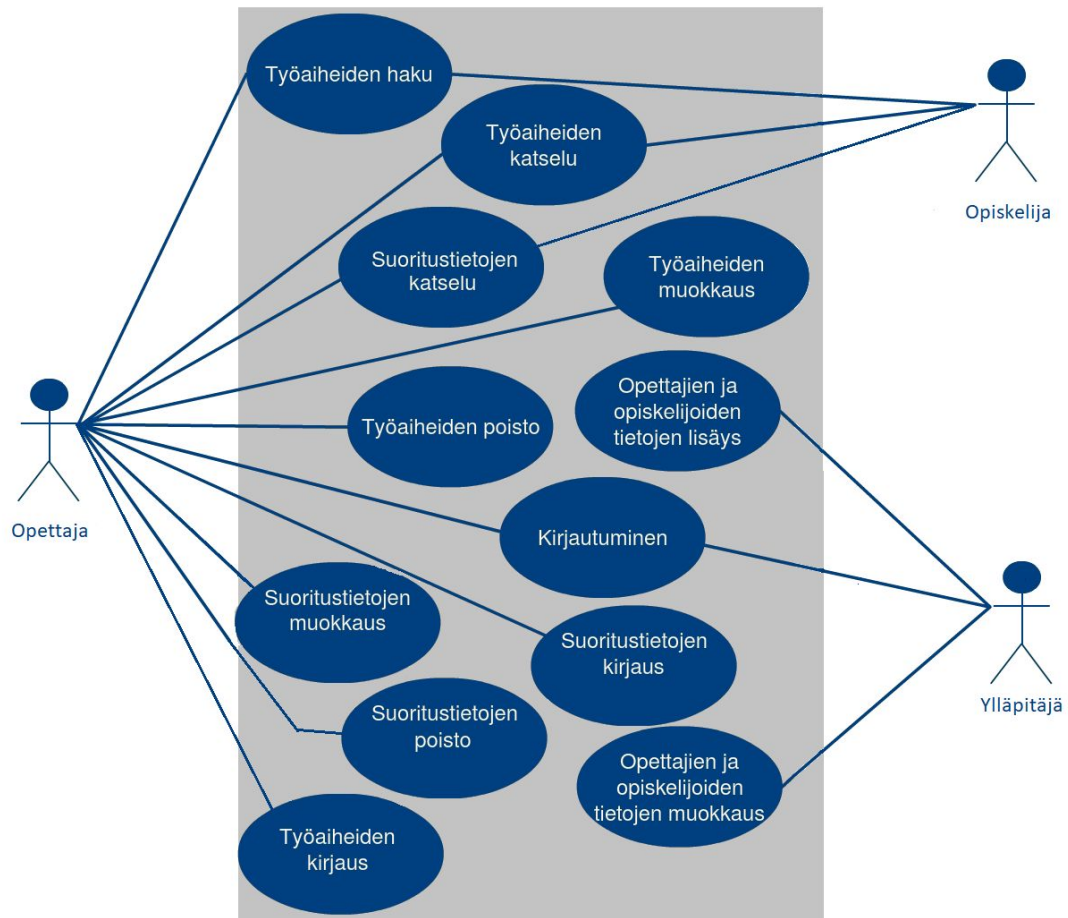 Työaiheiden haku
Työaiheiden
katselu
Opiskelija
Suoritustietojen
katselu
Työaiheiden
muokkaus
Opettajien ja
opiskelijoiden
tietojen lisäys
Työaiheiden poisto
Opettaja
Kirjautuminen
Suoritustietojen
muokkaus
Suoritustietojen
kirjaus
Ylläpitäjä
Suoritustietojen
poisto
Opettajien ja
opiskelijoiden
tietojen muokkaus
Työaiheiden
kirjaus